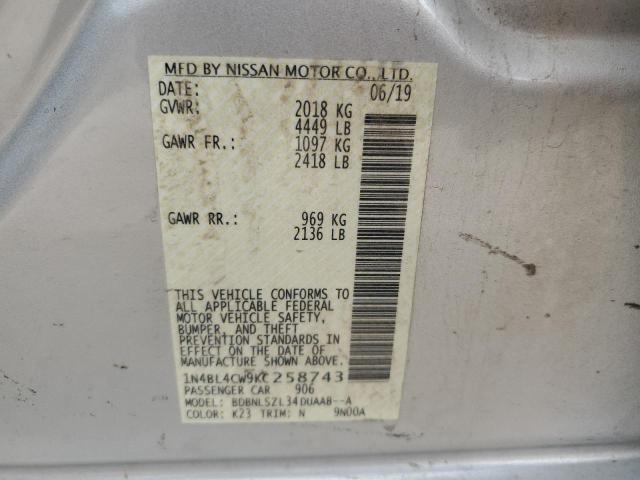 MFD BY NISSAN MOTOR CO., LTD.
DATE: 06/19
GVWR: 2018 KG
4449 LB
GAWR FR.: 1097 KG
2418 LB
GAWR RR.: 969 KG
2136 LB
THIS VEHICLE CONFORMS TO
ALL APPLICABLE FEDERAL
MOTOR VEHICLE SAFETY,
BUMPER, AND THEFT
PREVENTION STANDARDS IN
EFFECT ON THE DATE OF
MANUFACTURE SHOWN ABOVE.
1N4BL4CW9KC258743
PASSENGER CAR 906
MODEL: BDBNLSZL34DUAAB--A
COLOR: K23 TRIM: N 9N00A